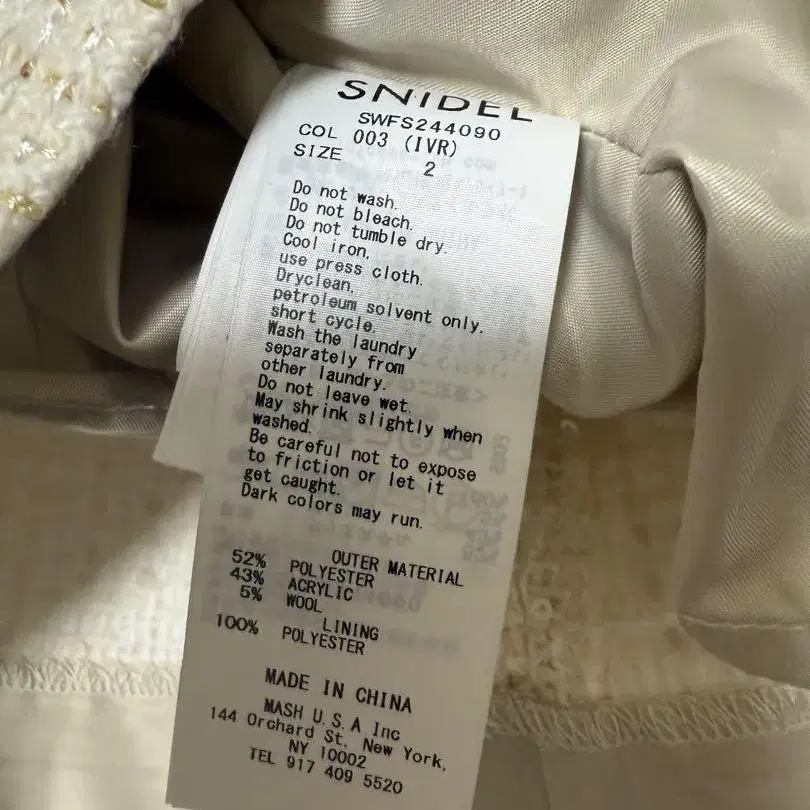 SNIDEL
SWFS244090
COL 003 (IVR)
SIZE 2
Do not wash.
Do not bleach.
Do not tumble dry.
Cool iron,
use press cloth.
Dryclean,
petroleum solvent only,
short cycle.
Wash the laundry
separately from
other laundry.
Do not leave wet.
May shrink slightly when
washed.
Be careful not to expose
to friction or let it
get caught.
Dark colors may run.
OUTER MATERIAL
52% POLYESTER
43% ACRYLIC
5% WOOL
LINING
100% POLYESTER
MADE IN CHINA
MASH U.S.A Inc
144 Orchard St, New York,
NY 10002
TEL 917 409 5520